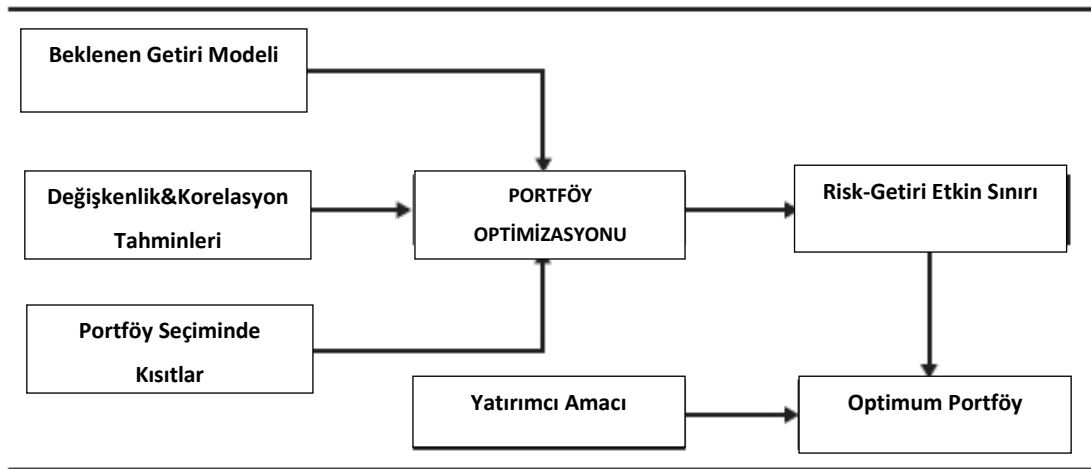 Beklenen Getiri Modeli
Değişkenlik&Korelasyon
Tahminleri
PORTFÖY
OPTİMİZASYONU
Risk-Getiri Etkin Sınırı
Portföy Seçiminde
Kısıtlar
Yatırımcı Amacı
Optimum Portföy